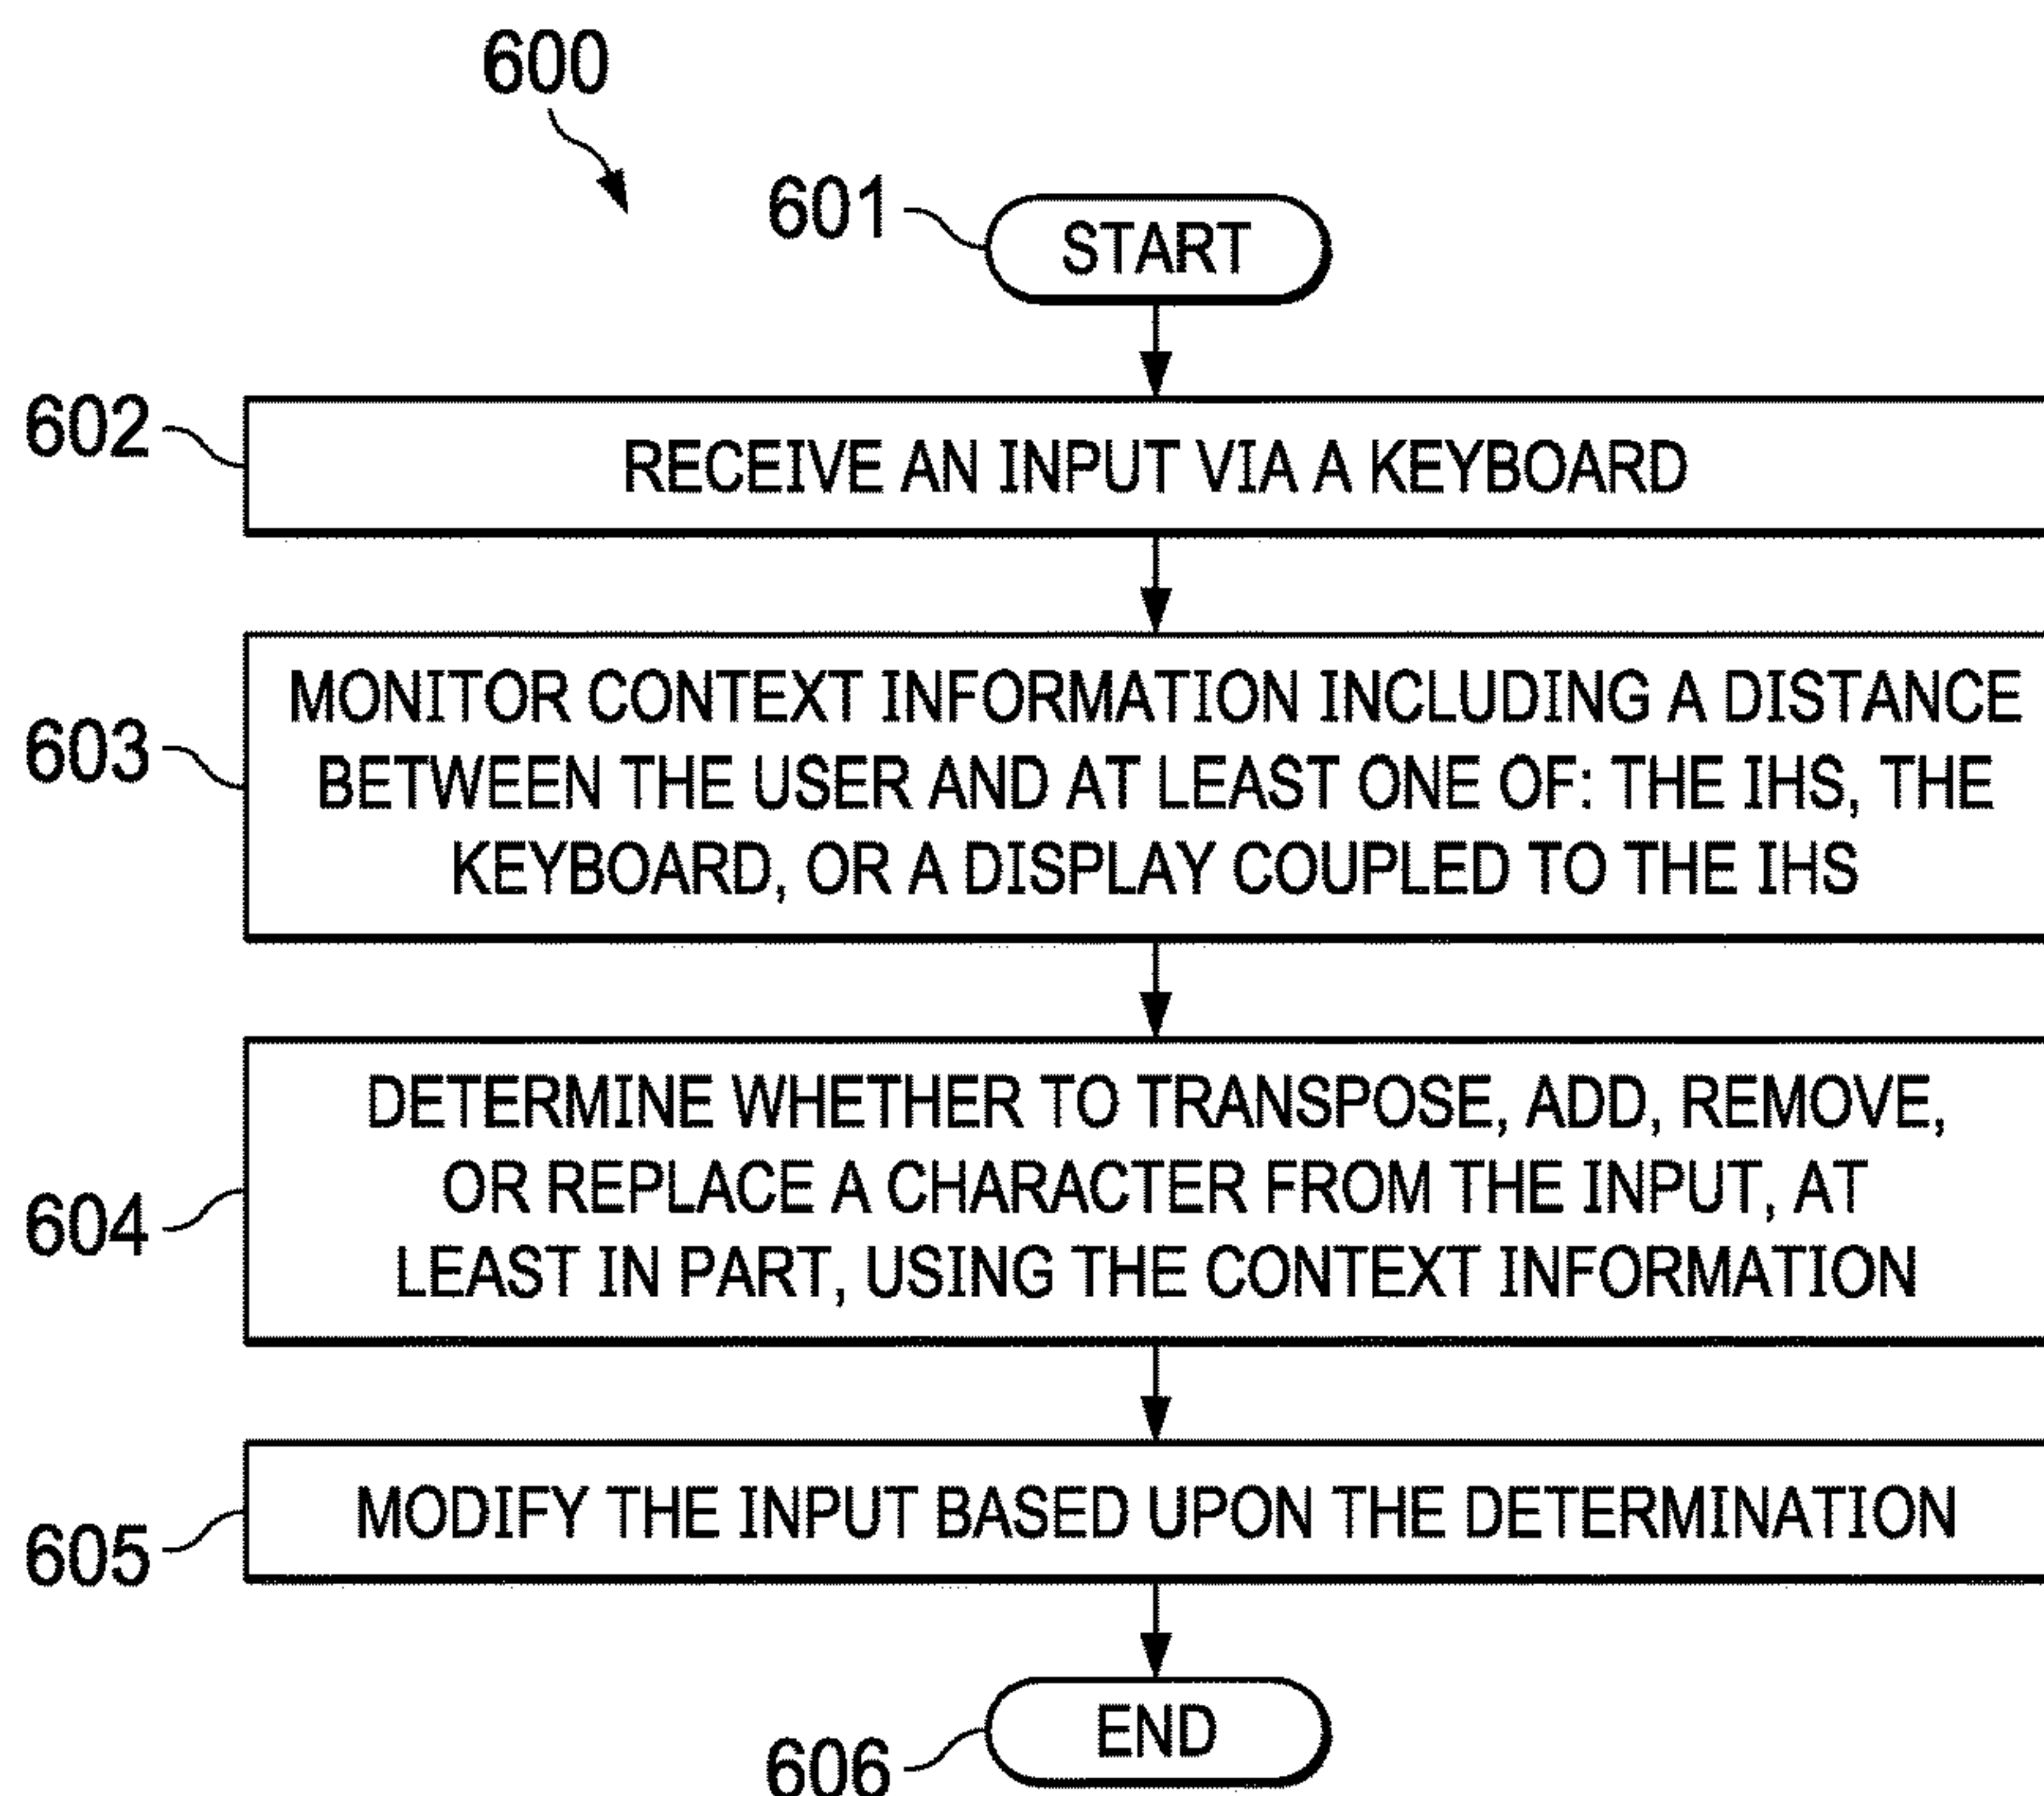 600
601
START
602
RECEIVE AN INPUT VIA A KEYBOARD
603
MONITOR CONTEXT INFORMATION INCLUDING A DISTANCE
BETWEEN THE USER AND AT LEAST ONE OF: THE IHS, THE
KEYBOARD, OR A DISPLAY COUPLED TO THE IHS
604
DETERMINE WHETHER TO TRANSPOSE, ADD, REMOVE,
OR REPLACE A CHARACTER FROM THE INPUT, AT
LEAST IN PART, USING THE CONTEXT INFORMATION
605
MODIFY THE INPUT BASED UPON THE DETERMINATION
606
END